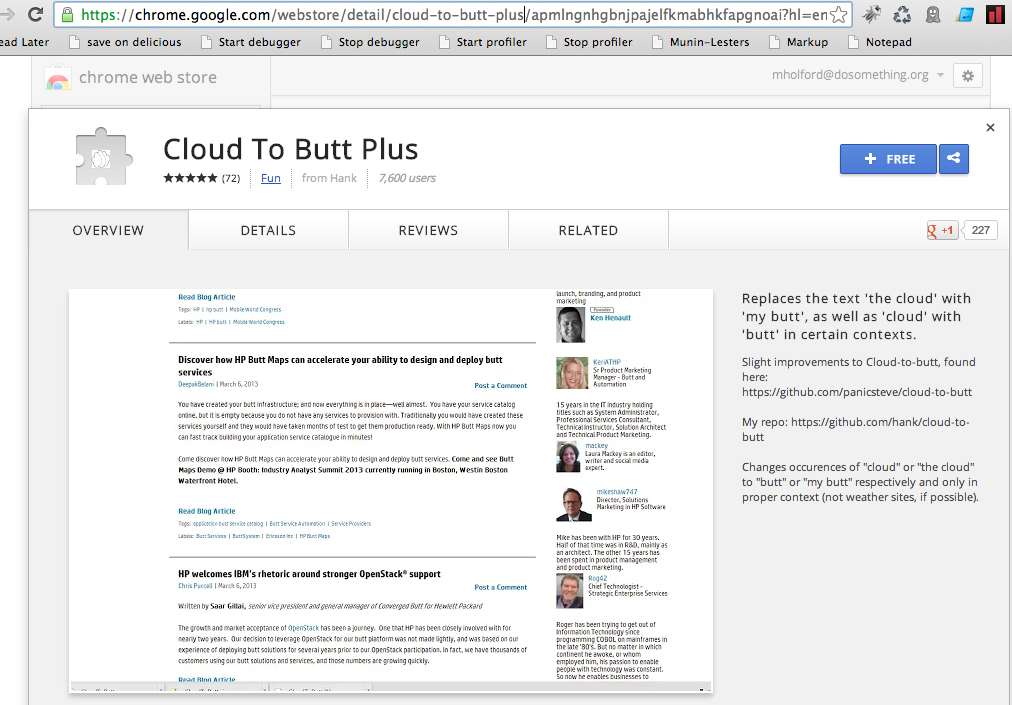 https://chrome.google.com/webstore/detail/cloud-to-butt-plus/apmlngnhgbnjpajelfkmabhkfapgnoai?hl=en
ead Later save on delicious Start debugger Stop debugger Start profiler Stop profiler Munin-Lesters Markup Notepad
chrome web store
mholford@dosomething.org
Cloud To Butt Plus
(72) Fun from Hank 7,600 users
+ FREE
OVERVIEW DETAILS REVIEWS RELATED
g +1 227
Read Blog Article
Tags: HP | hp butt | Mobile World Congress
Labels: HP | HP butt | Mobile World Congress
Discover how HP Butt Maps can accelerate your ability to design and deploy butt
services
DeepakBelani | March 6, 2013
Post a Comment
You have created your butt infrastructure; and now everything is in place—well almost. You have your service catalog
online, but it is empty because you do not have any services to provision with. Traditionally you would have created these
services yourself and they would have taken months of test to get them production ready. With HP Butt Maps now you
can fast track building your application service catalogue in minutes!
Come discover how HP Butt Maps can accelerate your ability to design and deploy butt services. Come and see Butt
Maps Demo @ HP Booth: Industry Analyst Summit 2013 currently running in Boston, Westin Boston
Waterfront Hotel.
Read Blog Article
Tags: application butt service catalog | Butt Service Automation | Service Providers
Labels: Butt Services | ButtSystem | Ericsson Inc | HP Butt Maps
HP welcomes IBM's rhetoric around stronger OpenStack® support
Chris Purcell | March 6, 2013
Post a Comment
Written by Saar Gillai, senior vice president and general manager of Converged Butt for Hewlett Packard
The growth and market acceptance of OpenStack has been a journey. One that HP has been closely involved with for
nearly two years. Our decision to leverage OpenStack for our butt platform was not made lightly, and was based on our
experience of deploying butt solutions for several years prior to our OpenStack participation. In fact, we have thousands of
customers using our butt solutions and services, and those numbers are growing quickly.
Read Blog Article
launch, branding, and product
marketing
Founder
Ken Henault
KeriATHP
Sr Product Marketing
Manager - Butt and
Automation
15 years in the IT industry holding
titles such as System Administrator,
Professional Services Consultant,
Technical Instructor, Solution Architect
and Technical Product Marketing.
mackey
Laura Mackey is an editor,
writer and social media
expert.
mikeshaw747
Director, Solutions
Marketing in HP Software
Mike has been with HP for 30 years.
Half of that time was in R&D, mainly as
an architect. The other 15 years has
been spent in product management
and product marketing.
Rog42
Chief Technologist -
Strategic Enterprise Services
Roger has been trying to get out of
Information Technology since
programming COBOL on mainframes in
the late '80's. But no matter in which
continent he awoke, or whom
employed him, his passion to enable
people with technology was constant.
So now he enables businesses to
Replaces the text 'the cloud' with
'my butt', as well as 'cloud' with
'butt' in certain contexts.
Slight improvements to Cloud-to-butt, found
here:
https://github.com/panicsteve/cloud-to-butt
My repo: https://github.com/hank/cloud-to-
butt
Changes occurences of "cloud" or "the cloud"
to "butt" or "my butt" respectively and only in
proper context (not weather sites, if possible).